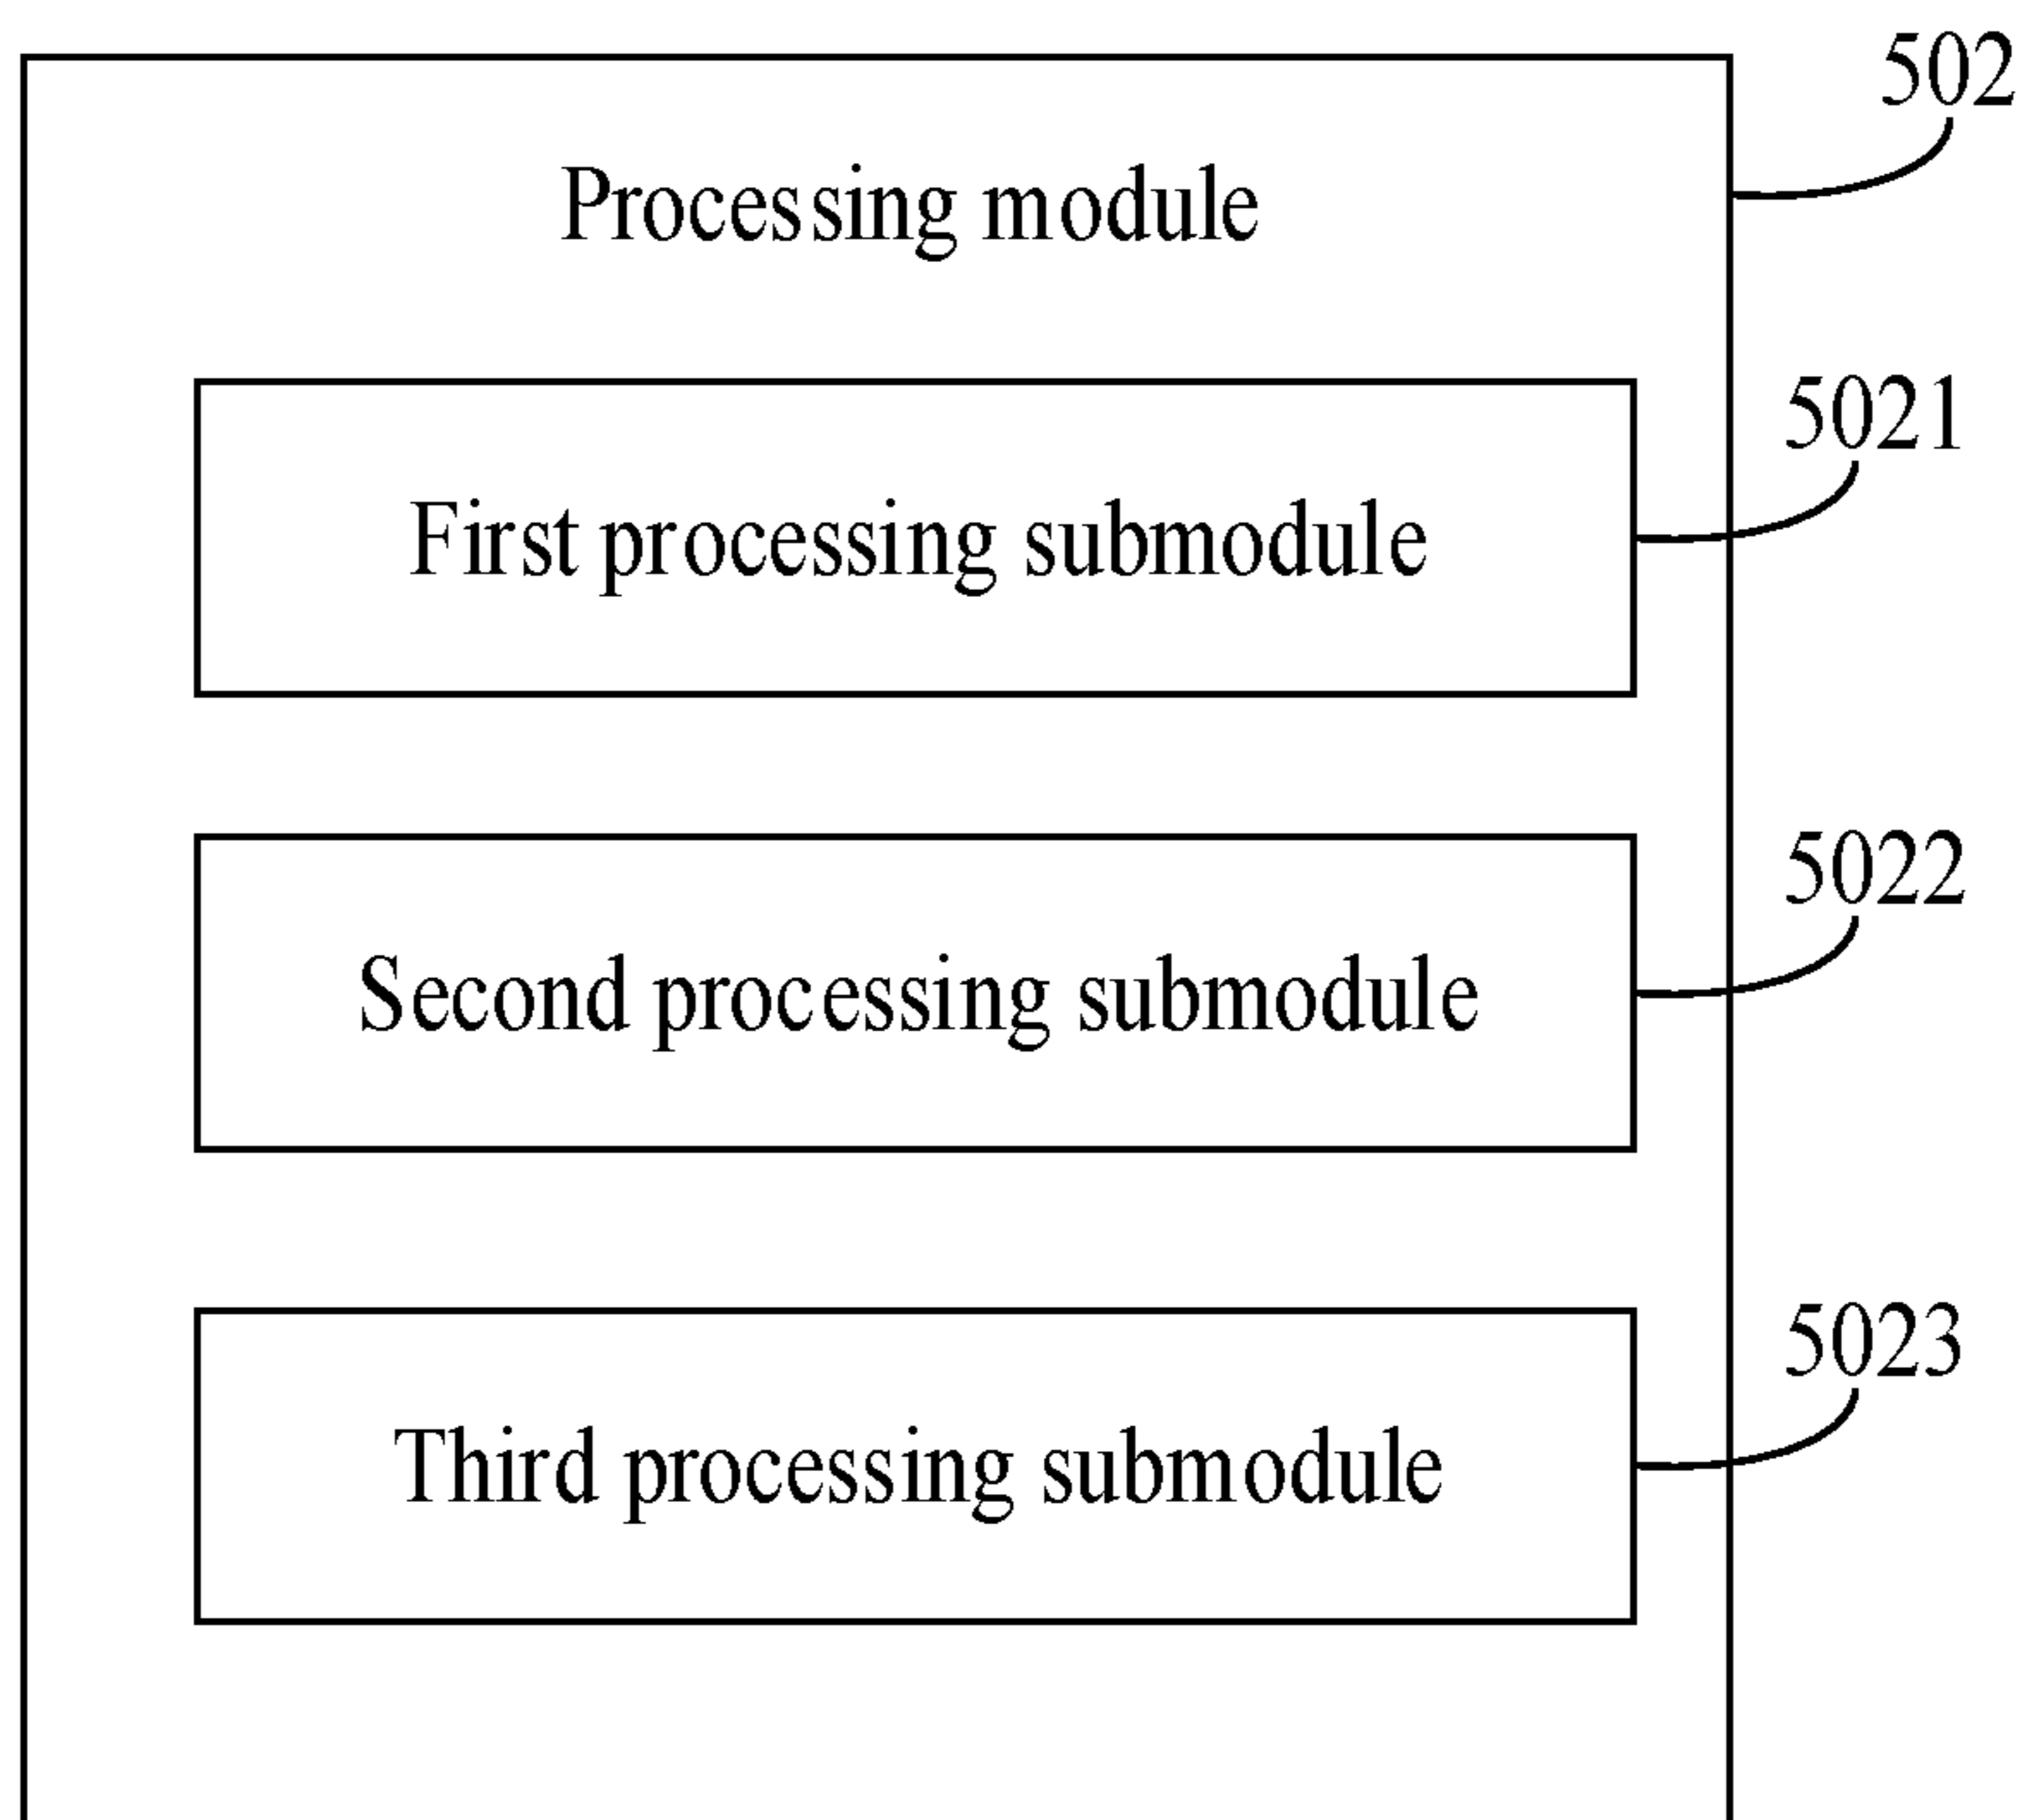 502
Processing module
5021
First processing submodule
5022
Second processing submodule
5023
Third processing submodule